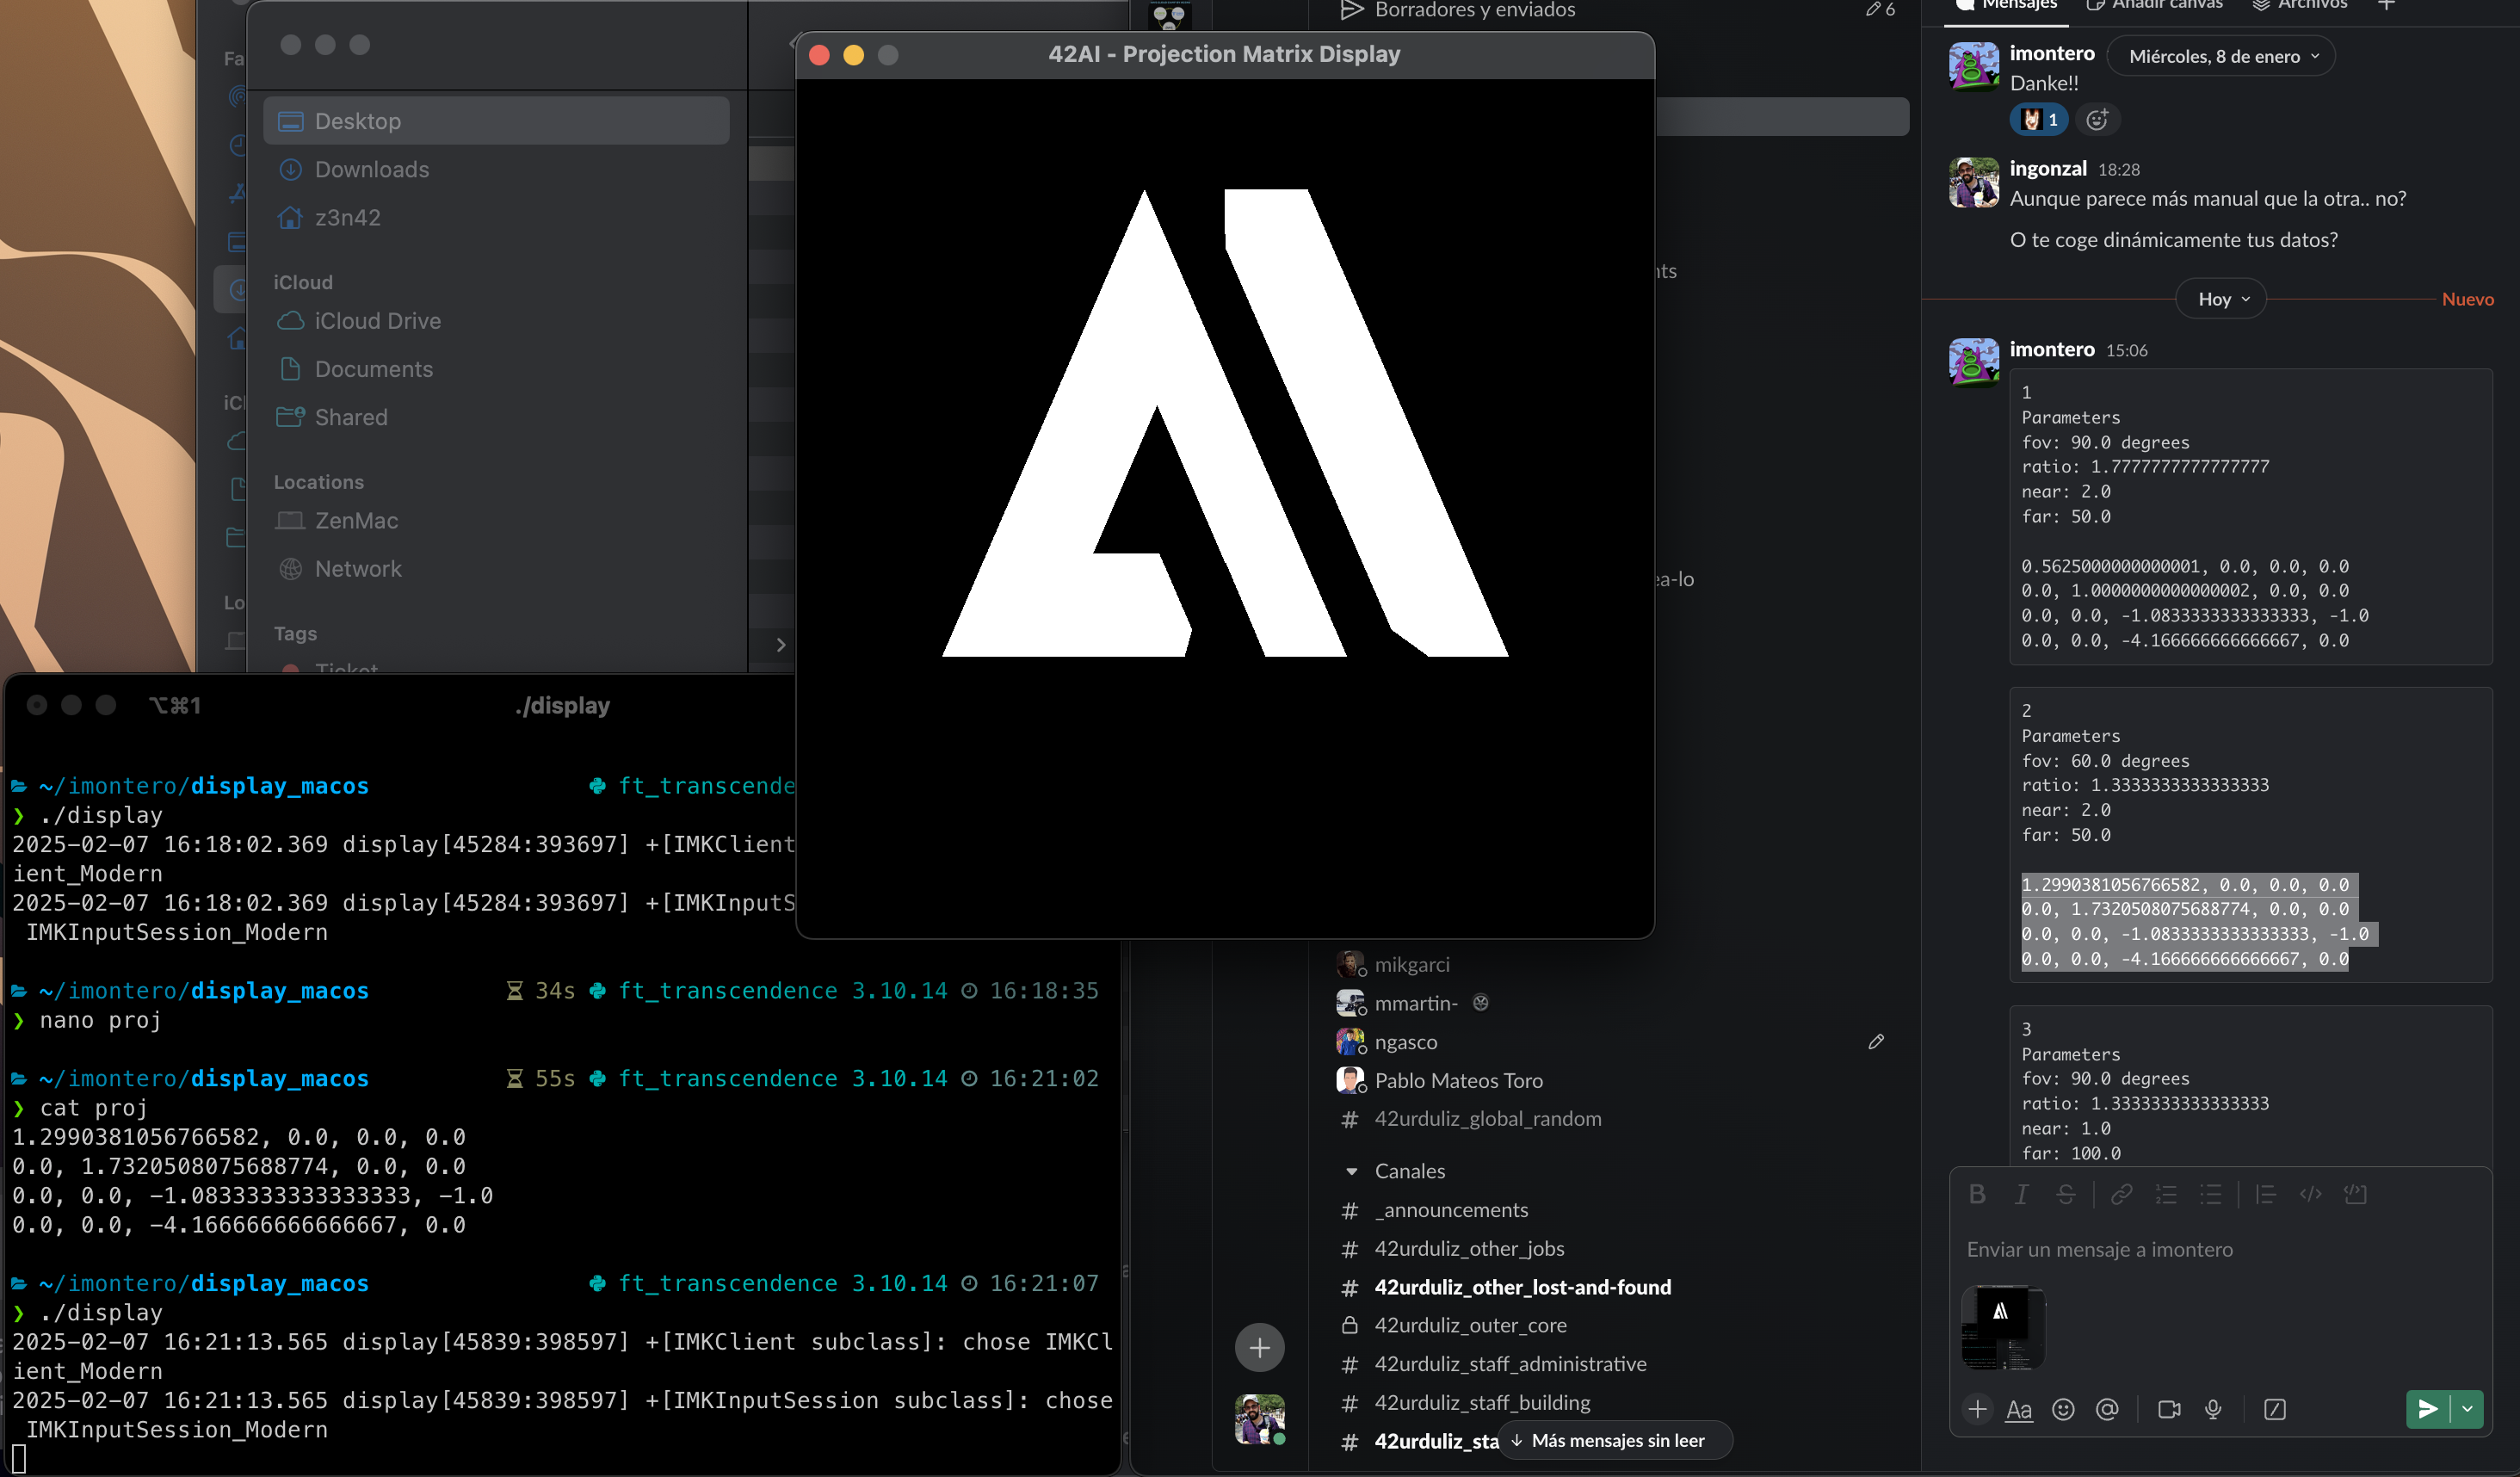 Fa
iCl
Lo
Desktop
Downloads
z3n42
iCloud
iCloud Drive
Documents
Shared
Locations
ZenMac
Network
Tags
Ticket
42AI - Projection Matrix Display
⌥⌘1
./display
~/imontero/display_macos ft_transcende
❯ ./display
2025-02-07 16:18:02.369 display[45284:393697] +[IMKClient
ient_Modern
2025-02-07 16:18:02.369 display[45284:393697] +[IMKInputS
IMKInputSession_Modern
~/imontero/display_macos 34s ft_transcendence 3.10.14 16:18:35
❯ nano proj
~/imontero/display_macos 55s ft_transcendence 3.10.14 16:21:02
❯ cat proj
1.2990381056766582, 0.0, 0.0, 0.0
0.0, 1.7320508075688774, 0.0, 0.0
0.0, 0.0, -1.0833333333333333, -1.0
0.0, 0.0, -4.166666666666667, 0.0
~/imontero/display_macos ft_transcendence 3.10.14 16:21:07
❯ ./display
2025-02-07 16:21:13.565 display[45839:398597] +[IMKClient subclass]: chose IMKCl
ient_Modern
2025-02-07 16:21:13.565 display[45839:398597] +[IMKInputSession subclass]: chose
IMKInputSession_Modern
Borradores y enviados 6
nts
ea-lo
mikgarci
mmartin-
ngasco
Pablo Mateos Toro
# 42urduliz_global_random
Canales
# _announcements
# 42urduliz_other_jobs
# 42urduliz_other_lost-and-found
42urduliz_outer_core
# 42urduliz_staff_administrative
# 42urduliz_staff_building
# 42urduliz_sta
↓ Más mensajes sin leer
Mensajes Añadir canvas Archivos +
imontero Miércoles, 8 de enero
Danke!!
1
ingonzal 18:28
Aunque parece más manual que la otra.. no?
O te coge dinámicamente tus datos?
Hoy Nuevo
imontero 15:06
1
Parameters
fov: 90.0 degrees
ratio: 1.7777777777777777
near: 2.0
far: 50.0
0.5625000000000001, 0.0, 0.0, 0.0
0.0, 1.0000000000000002, 0.0, 0.0
0.0, 0.0, -1.0833333333333333, -1.0
0.0, 0.0, -4.166666666666667, 0.0
2
Parameters
fov: 60.0 degrees
ratio: 1.3333333333333333
near: 2.0
far: 50.0
1.2990381056766582, 0.0, 0.0, 0.0
0.0, 1.7320508075688774, 0.0, 0.0
0.0, 0.0, -1.0833333333333333, -1.0
0.0, 0.0, -4.166666666666667, 0.0
3
Parameters
fov: 90.0 degrees
ratio: 1.3333333333333333
near: 1.0
far: 100.0
B I S
Enviar un mensaje a imontero
Aa